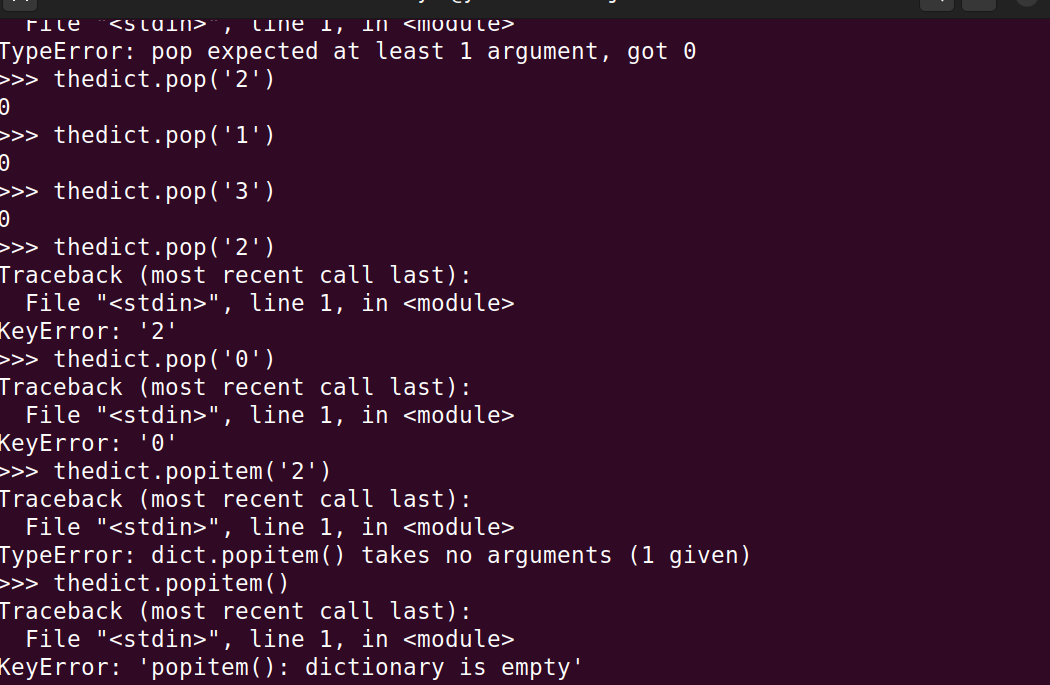 File "<stdin>", line 1, in <module>
TypeError: pop expected at least 1 argument, got 0
>>> thedict.pop('2')
0
>>> thedict.pop('1')
0
>>> thedict.pop('3')
0
>>> thedict.pop('2')
Traceback (most recent call last):
  File "<stdin>", line 1, in <module>
KeyError: '2'
>>> thedict.pop('0')
Traceback (most recent call last):
  File "<stdin>", line 1, in <module>
KeyError: '0'
>>> thedict.popitem('2')
Traceback (most recent call last):
  File "<stdin>", line 1, in <module>
TypeError: dict.popitem() takes no arguments (1 given)
>>> thedict.popitem()
Traceback (most recent call last):
  File "<stdin>", line 1, in <module>
KeyError: 'popitem(): dictionary is empty'